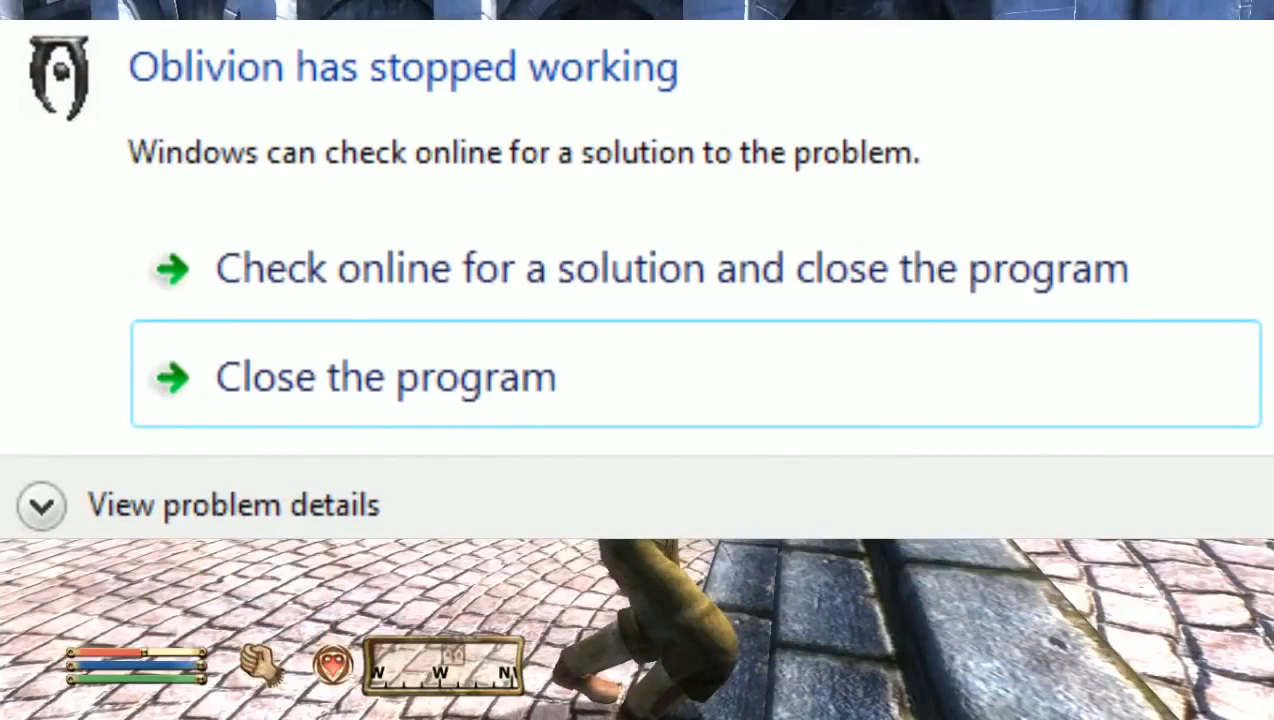 Oblivion has stopped working
Windows can check online for a solution to the problem.
Check online for a solution and close the program
Close the program
View problem details
W W N